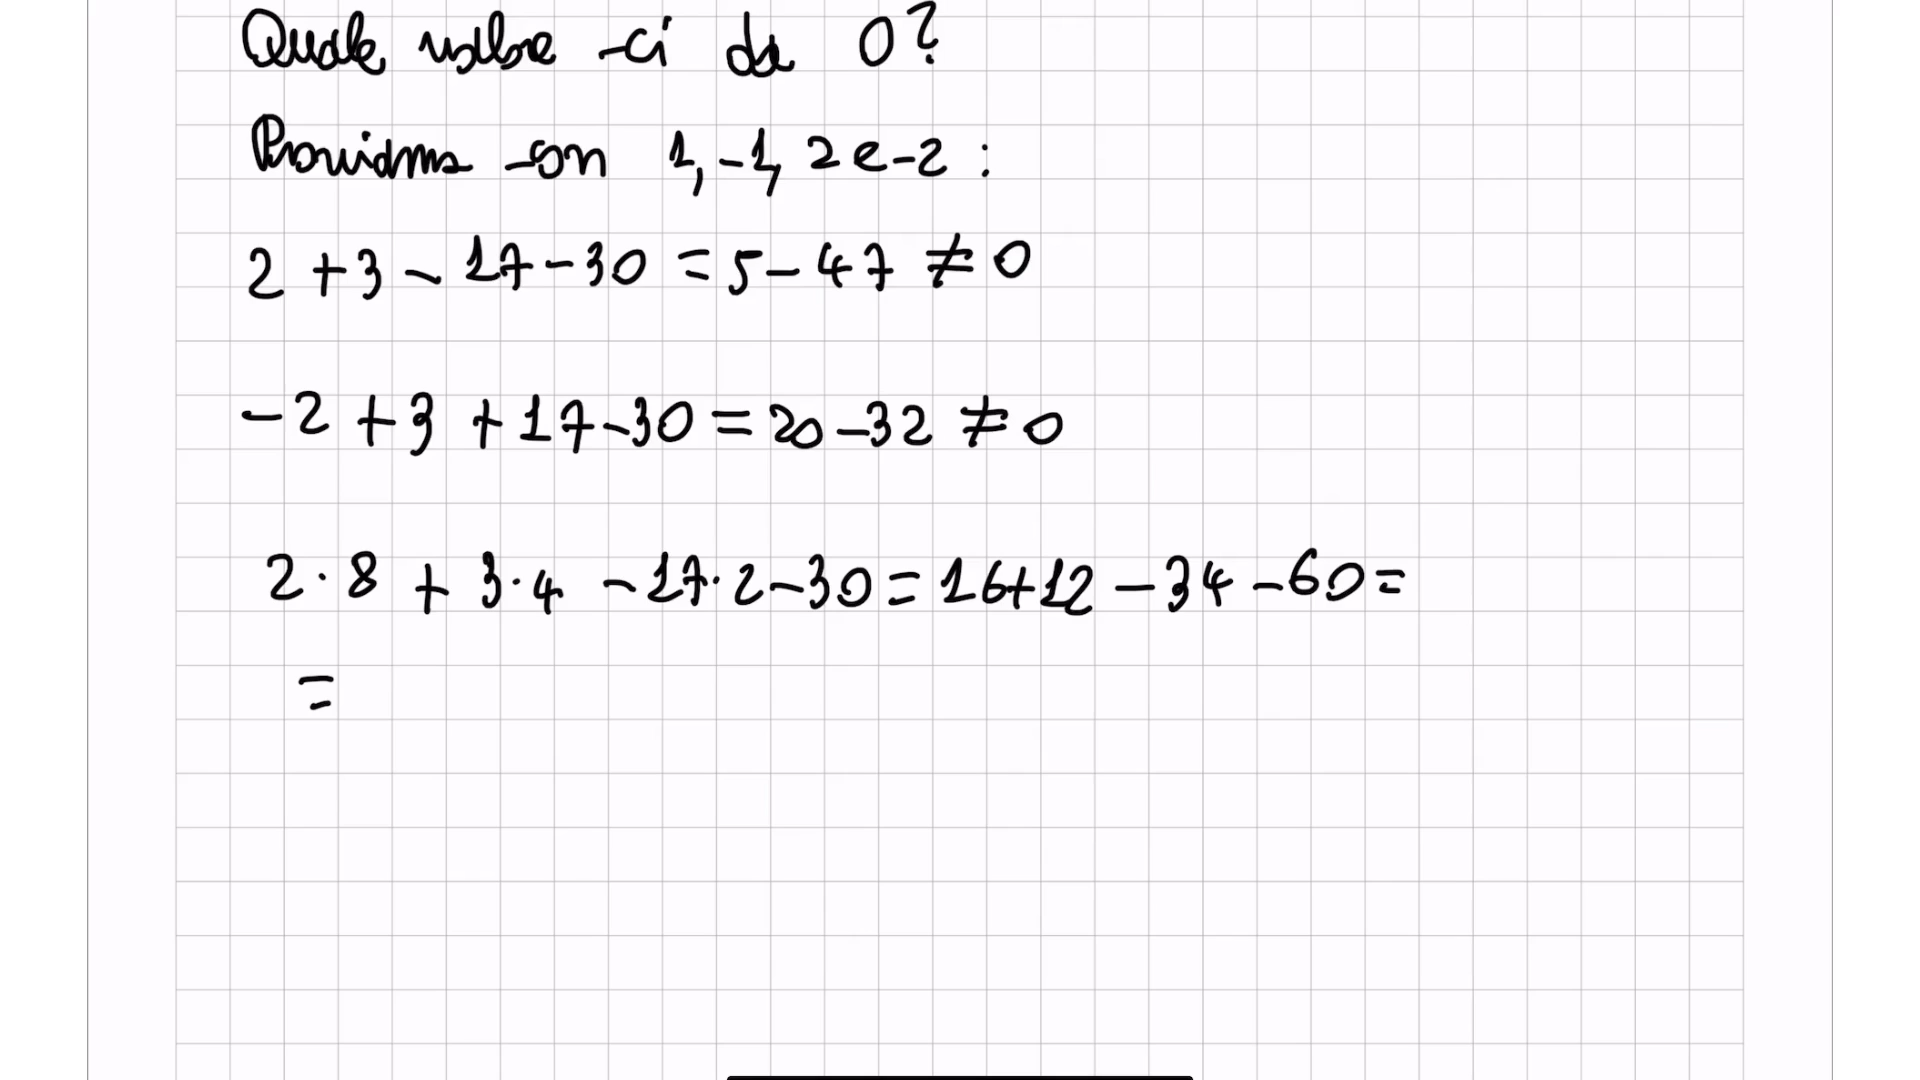 Quale valore ci dà 0?
Proviamo con 1, -1, 2 e -2 :
2 + 3 - 17 - 30 = 5 - 47 ≠ 0
-2 + 3 + 17 - 30 = 20 - 32 ≠ 0
2·8 + 3·4 - 17·2 - 30 = 16 + 12 - 34 - 60 =
=